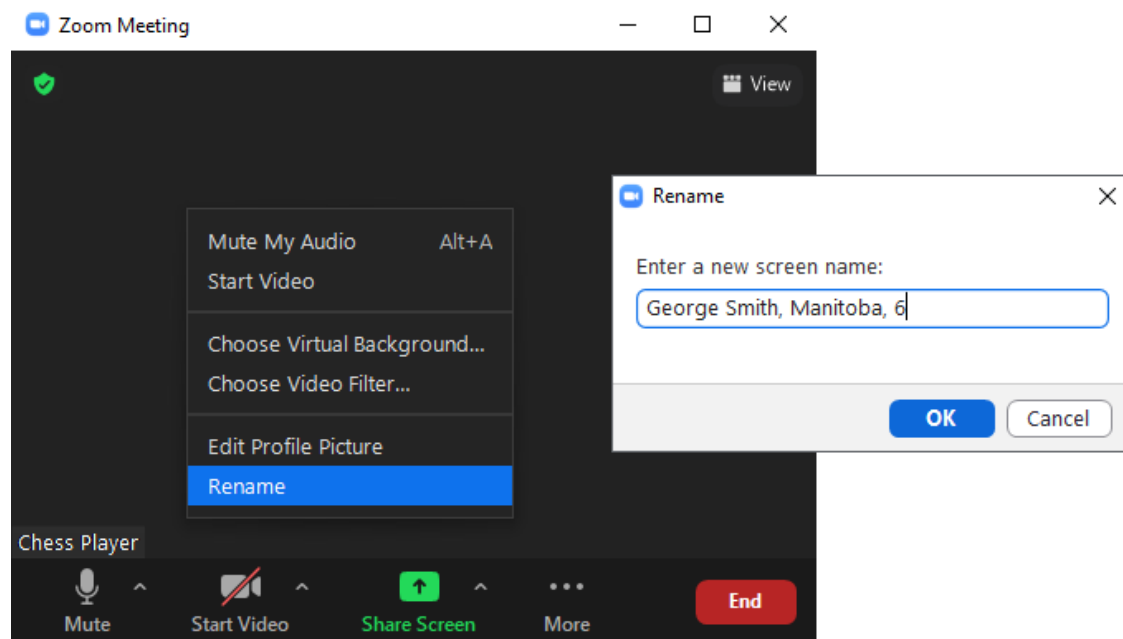 Zoom Meeting
View
Mute My Audio Alt+A
Start Video
Choose Virtual Background...
Choose Video Filter...
Edit Profile Picture
Rename
Chess Player
Mute
Start Video
Share Screen
More
End
Rename
Enter a new screen name:
George Smith, Manitoba, 6
OK
Cancel